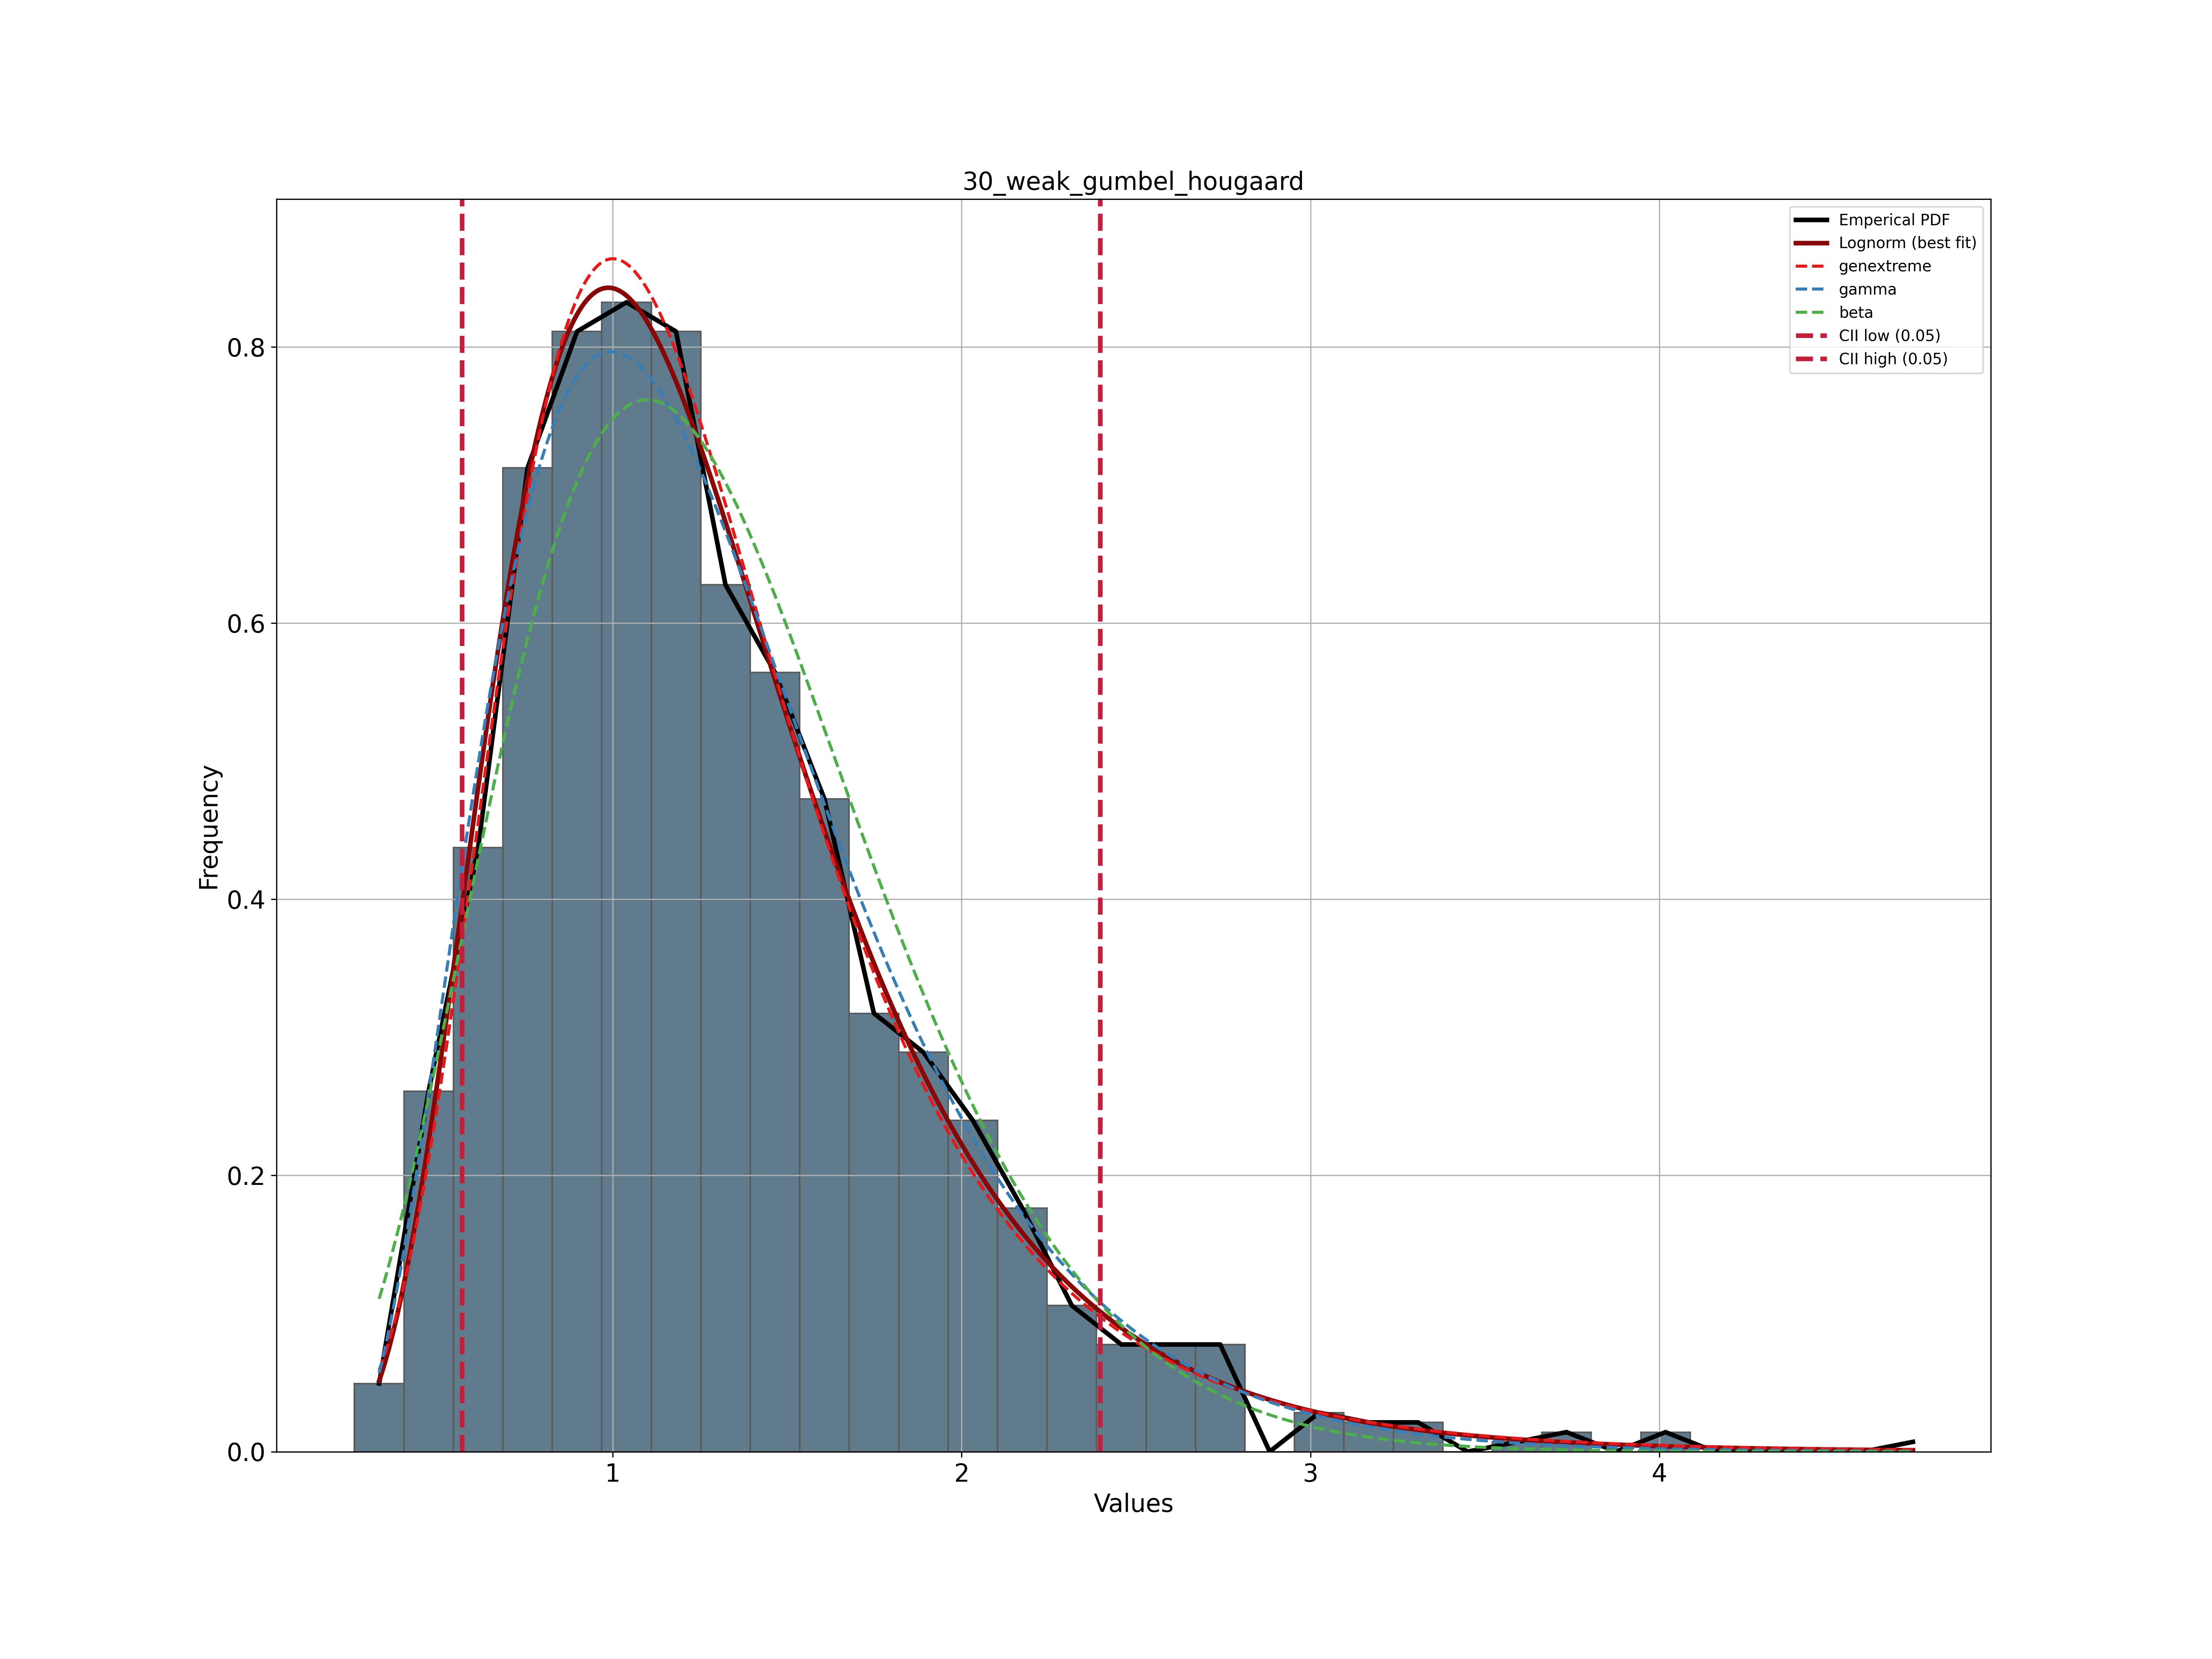 30_weak_gumbel_hougaard
Emperical PDF
Lognorm (best fit)
genextreme
gamma
beta
CII low (0.05)
CII high (0.05)
0.8
0.6
0.4
0.2
0.0
Frequency
1 2 3 4
Values